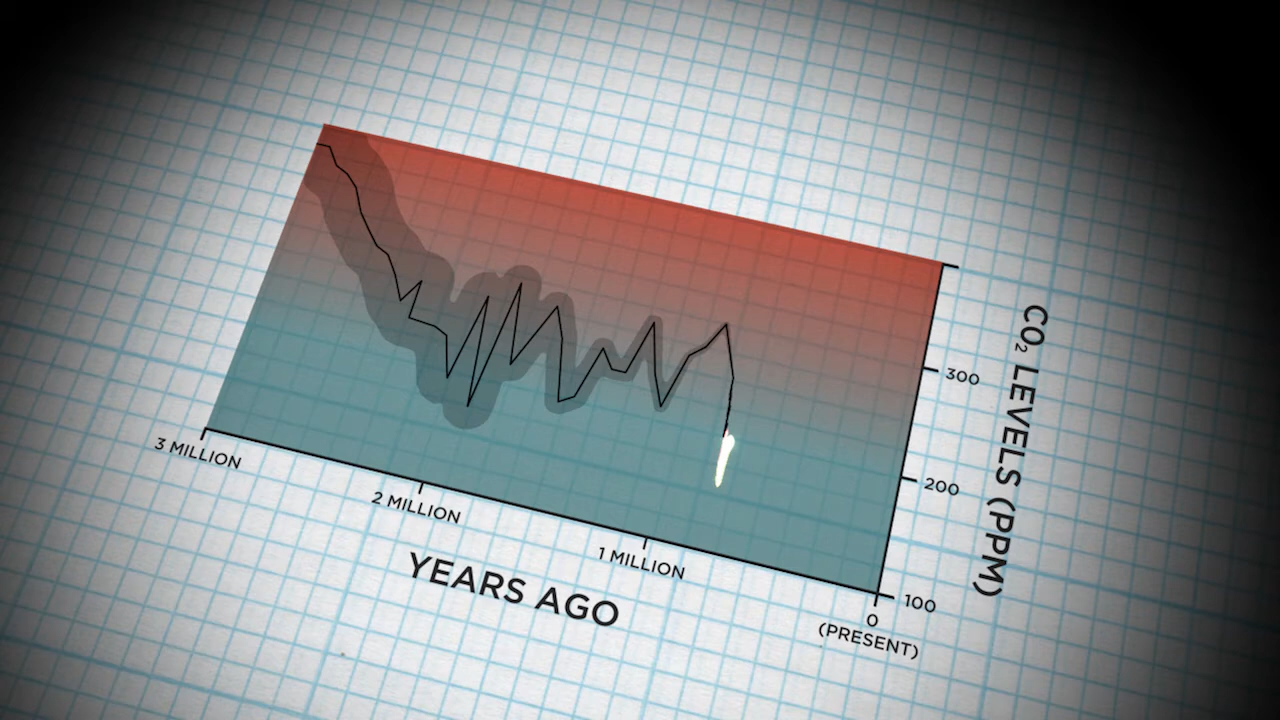 300
200
100
CO₂ LEVELS (PPM)
3 MILLION
2 MILLION
1 MILLION
0
(PRESENT)
YEARS AGO